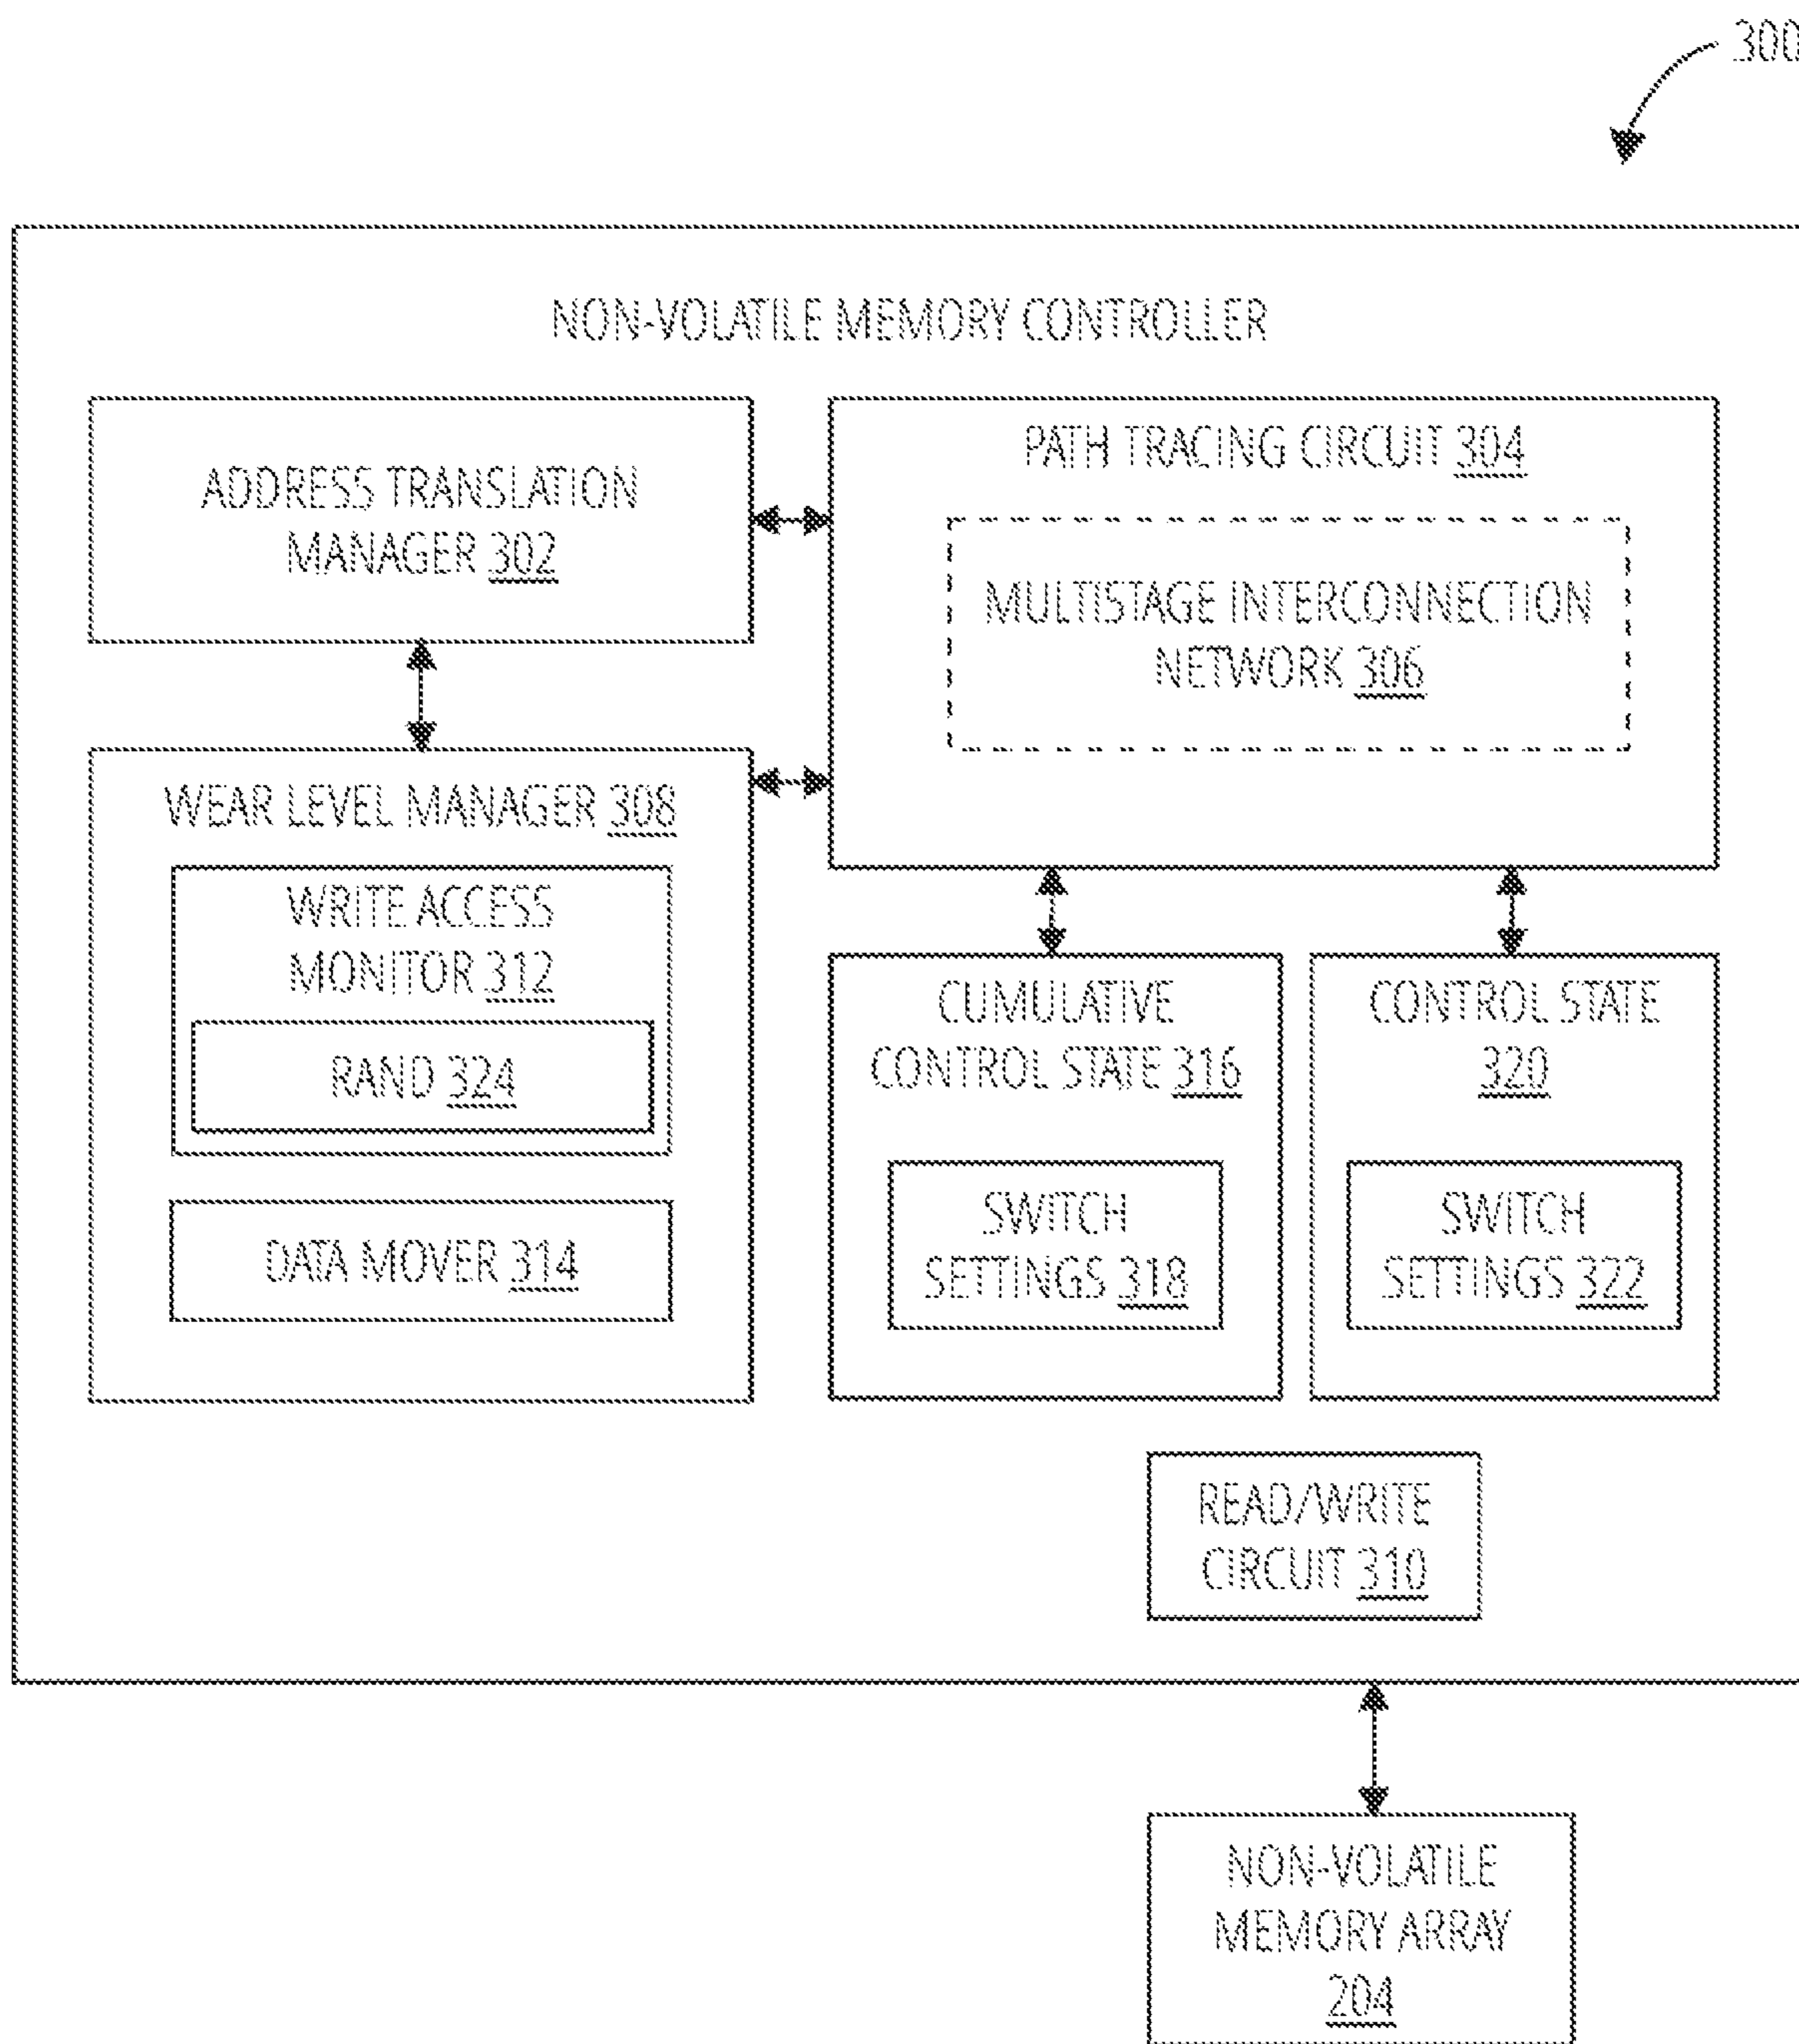 300
NON-VOLATILE MEMORY CONTROLLER
ADDRESS TRANSLATION
MANAGER 302
PATH TRACING CIRCUIT 304
MULTISTAGE INTERCONNECTION
NETWORK 306
WEAR LEVEL MANAGER 308
WRITE ACCESS
MONITOR 312
RAND 324
DATA MOVER 314
CUMULATIVE
CONTROL STATE 316
SWITCH
SETTINGS 318
CONTROL STATE
320
SWITCH
SETTINGS 322
READ/WRITE
CIRCUIT 310
NON-VOLATILE
MEMORY ARRAY
204